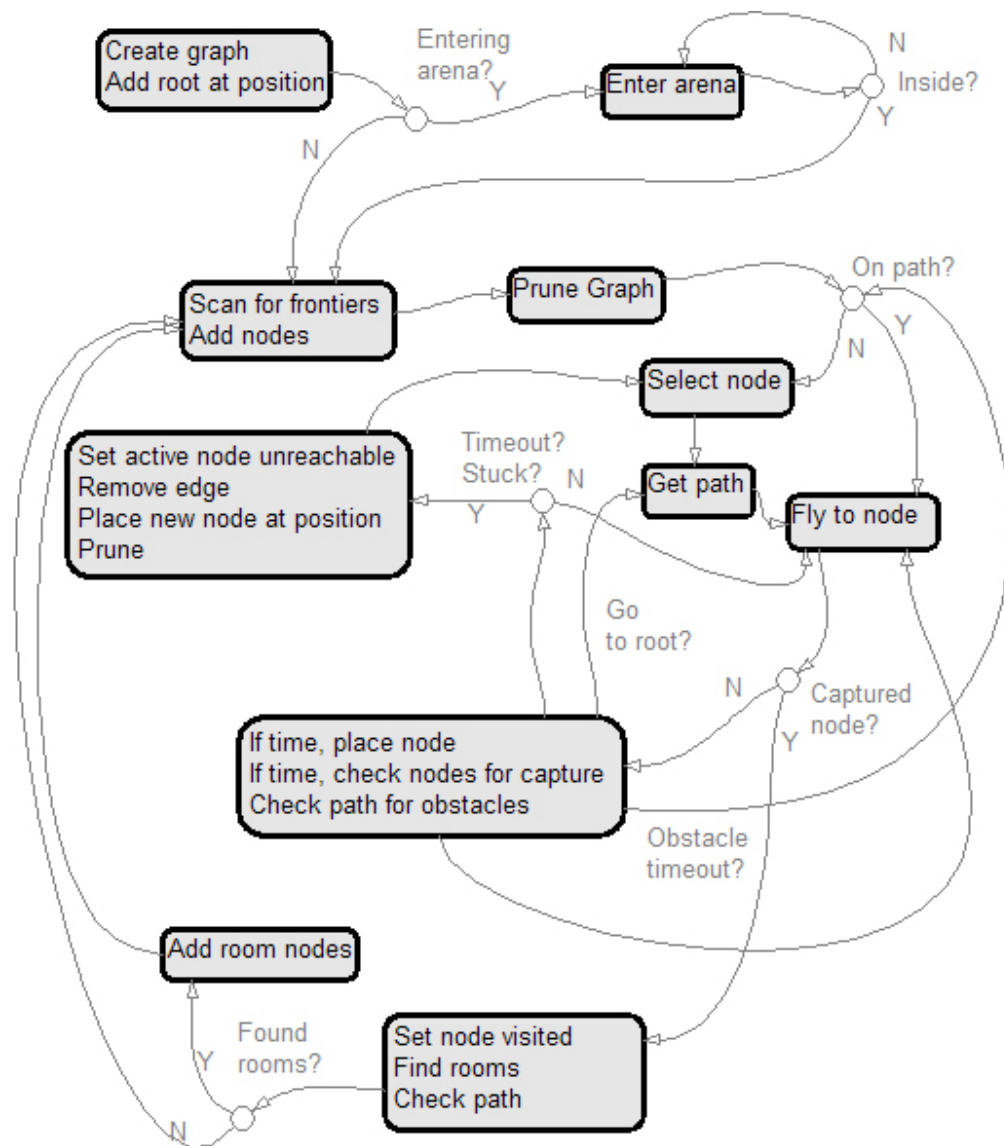 Create graph
Add root at position
Entering
arena?
Y
N
Enter arena
N
Inside?
Y
Scan for frontiers
Add nodes
Prune Graph
On path?
Y
N
Select node
Set active node unreachable
Remove edge
Place new node at position
Prune
Timeout?
Stuck?
N
Y
Get path
Fly to node
Go
to root?
N
Captured
node?
Y
If time, place node
If time, check nodes for capture
Check path for obstacles
Obstacle
timeout?
Add room nodes
Found
rooms?
Y
N
Set node visited
Find rooms
Check path